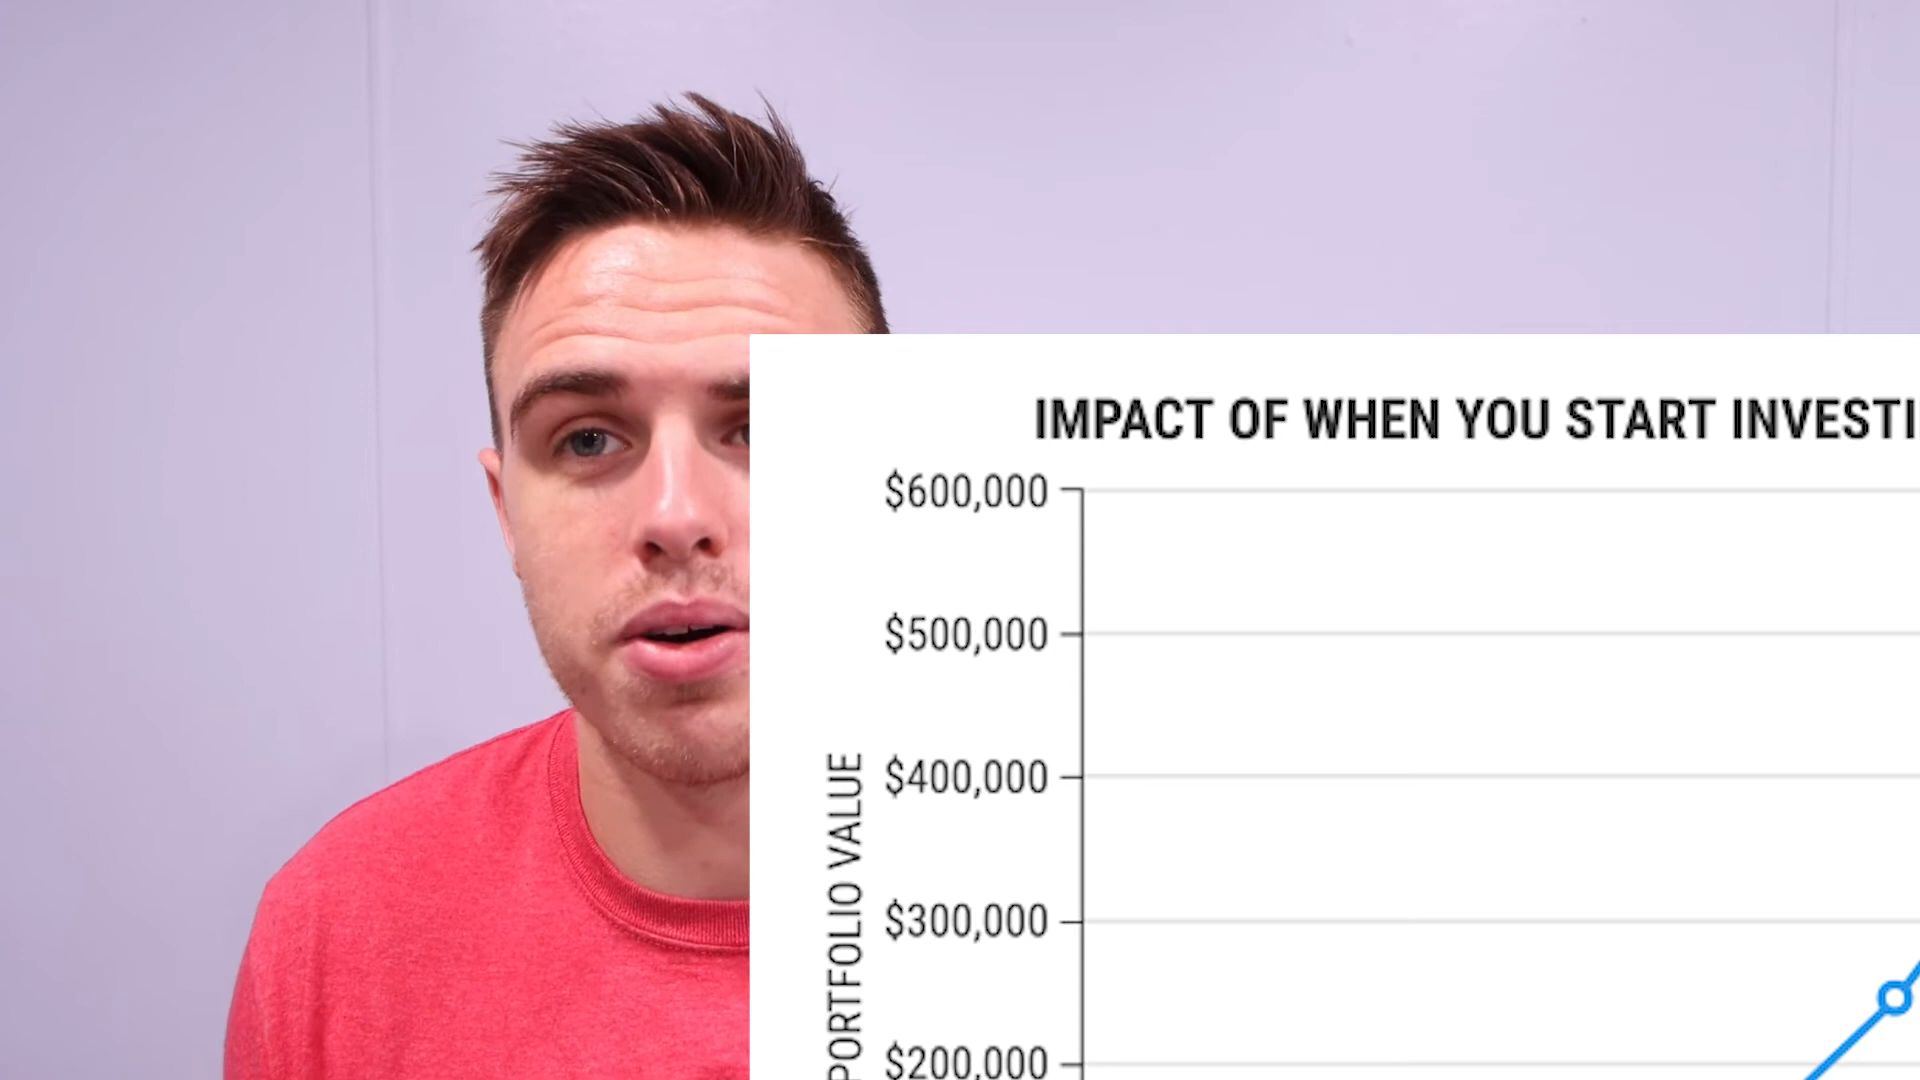 IMPACT OF WHEN YOU START INVESTI
$600,000
$500,000
$400,000
$300,000
$200,000
PORTFOLIO VALUE